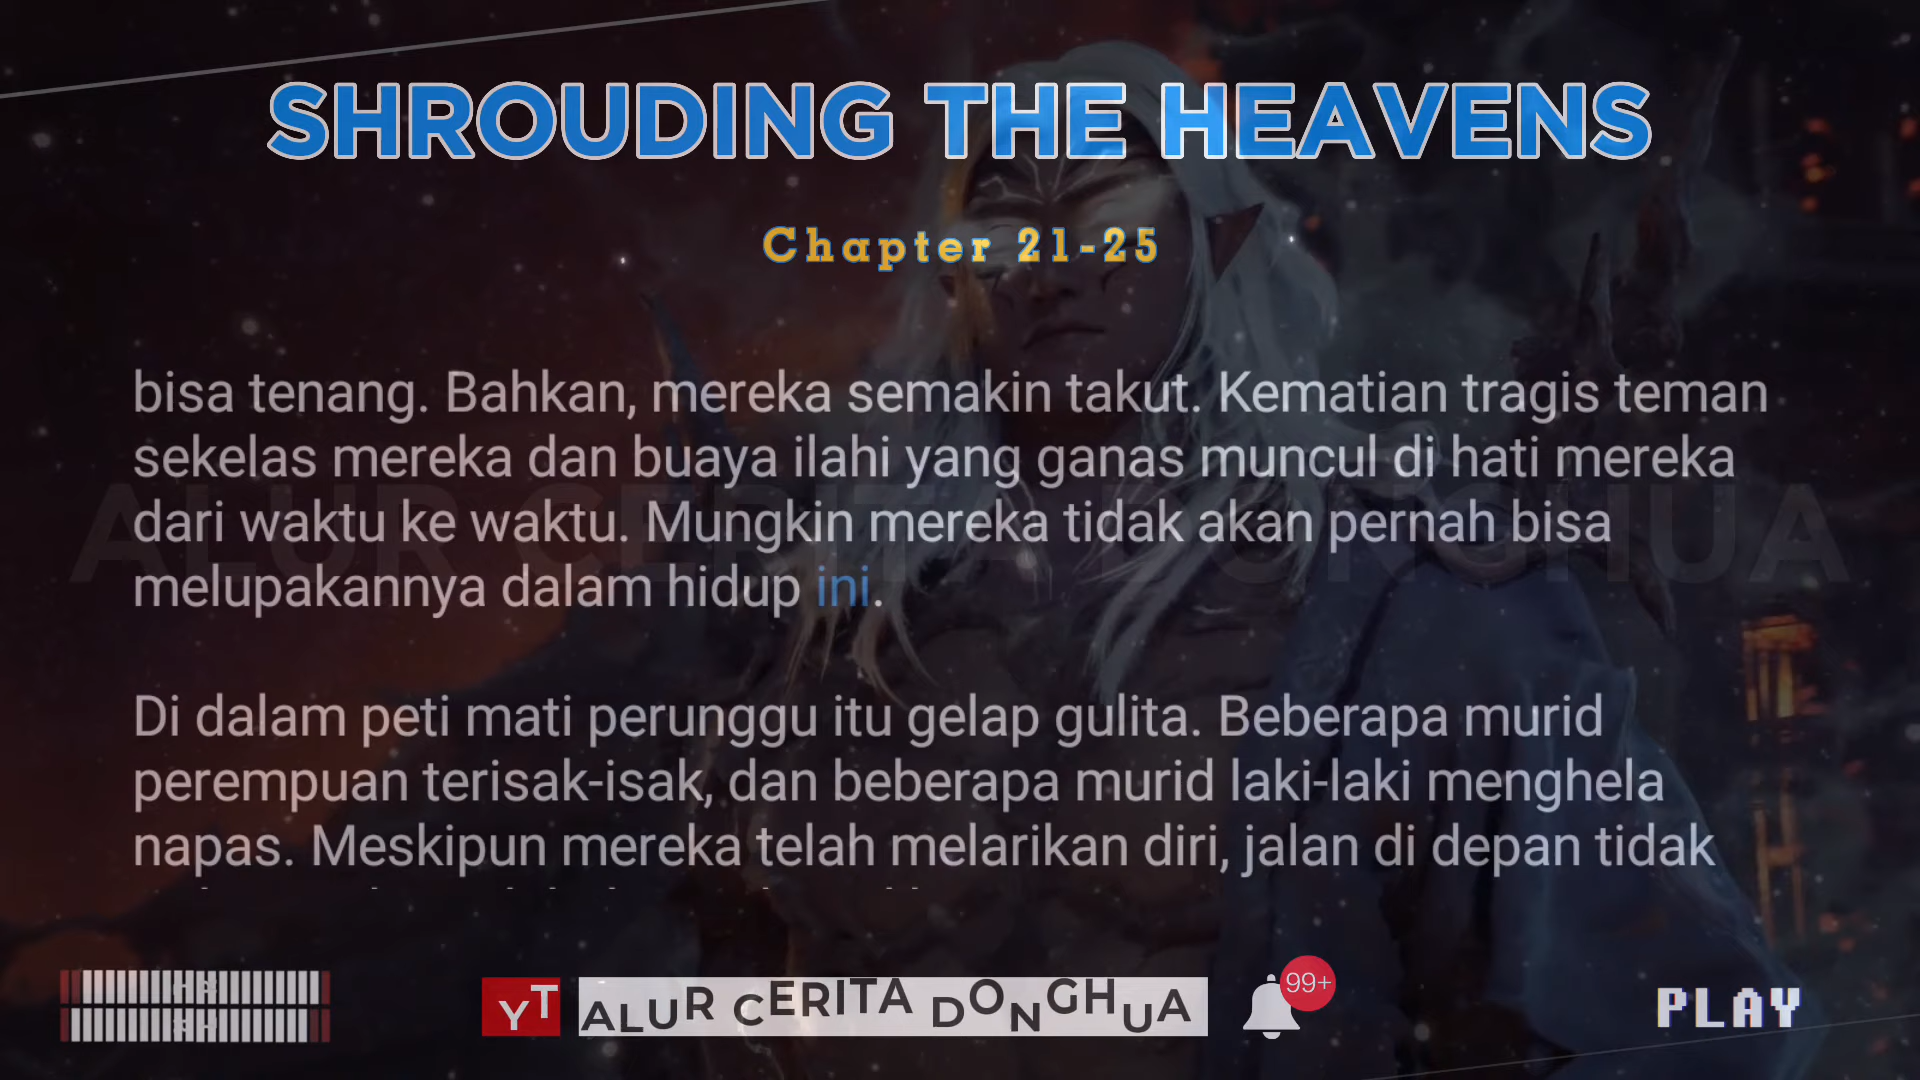 SHROUDING THE HEAVENS
Chapter 21-25
bisa tenang. Bahkan, mereka semakin takut. Kematian tragis teman
sekelas mereka dan buaya ilahi yang ganas muncul di hati mereka
dari waktu ke waktu. Mungkin mereka tidak akan pernah bisa
melupakannya dalam hidup ini.
ALUR CERITA DONGHUA
Di dalam peti mati perunggu itu gelap gulita. Beberapa murid
perempuan terisak-isak, dan beberapa murid laki-laki menghela
napas. Meskipun mereka telah melarikan diri, jalan di depan tidak
YT ALUR CERITA DONGHUA
99+
PLAY